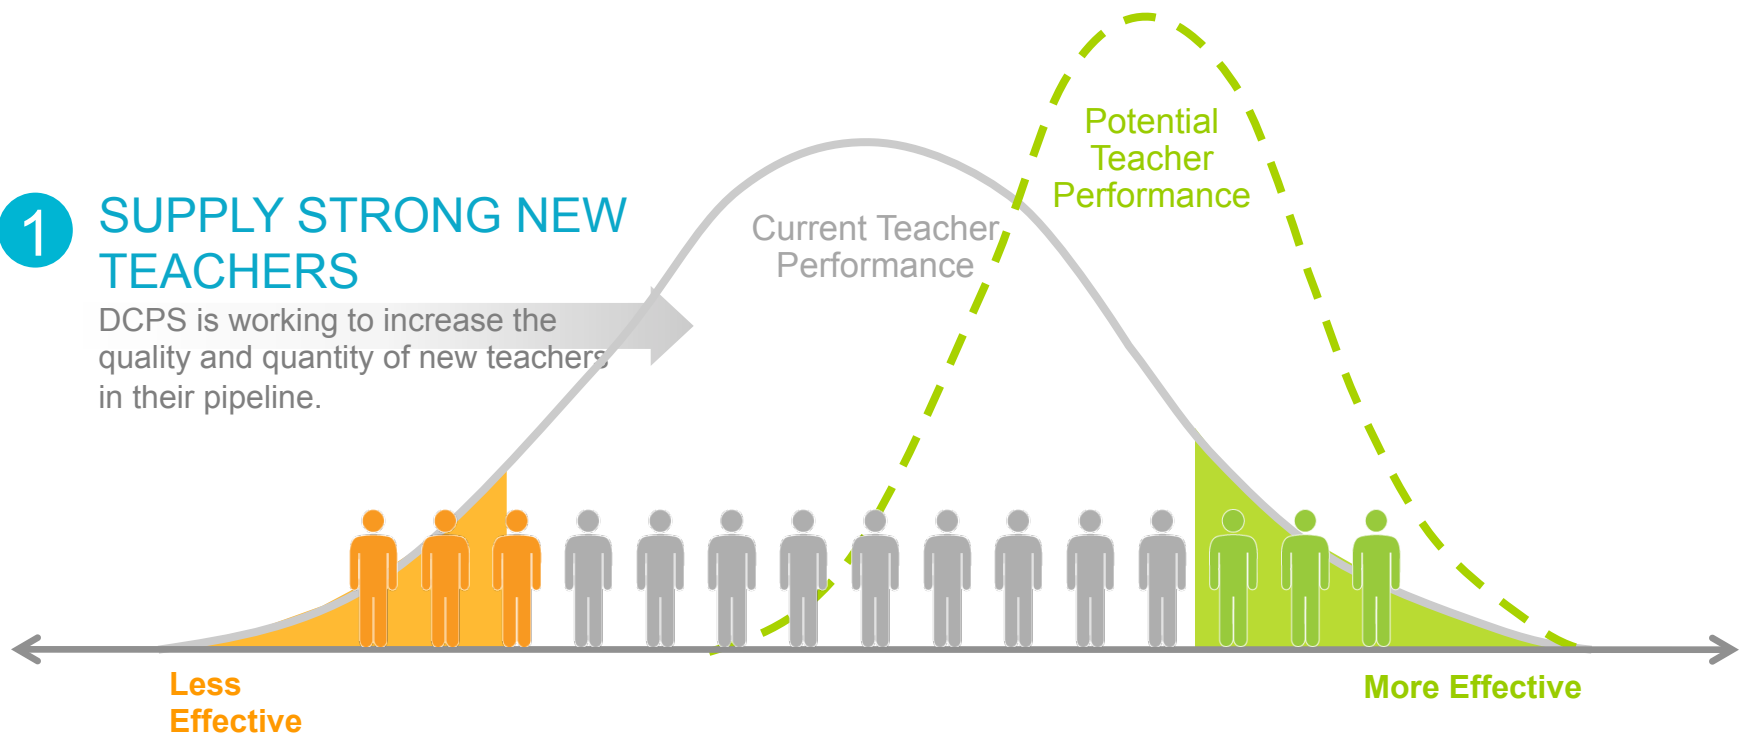 1
SUPPLY STRONG NEW
TEACHERS
DCPS is working to increase the
quality and quantity of new teachers
in their pipeline.
Current Teacher
Performance
Potential
Teacher
Performance
Less
Effective
More Effective